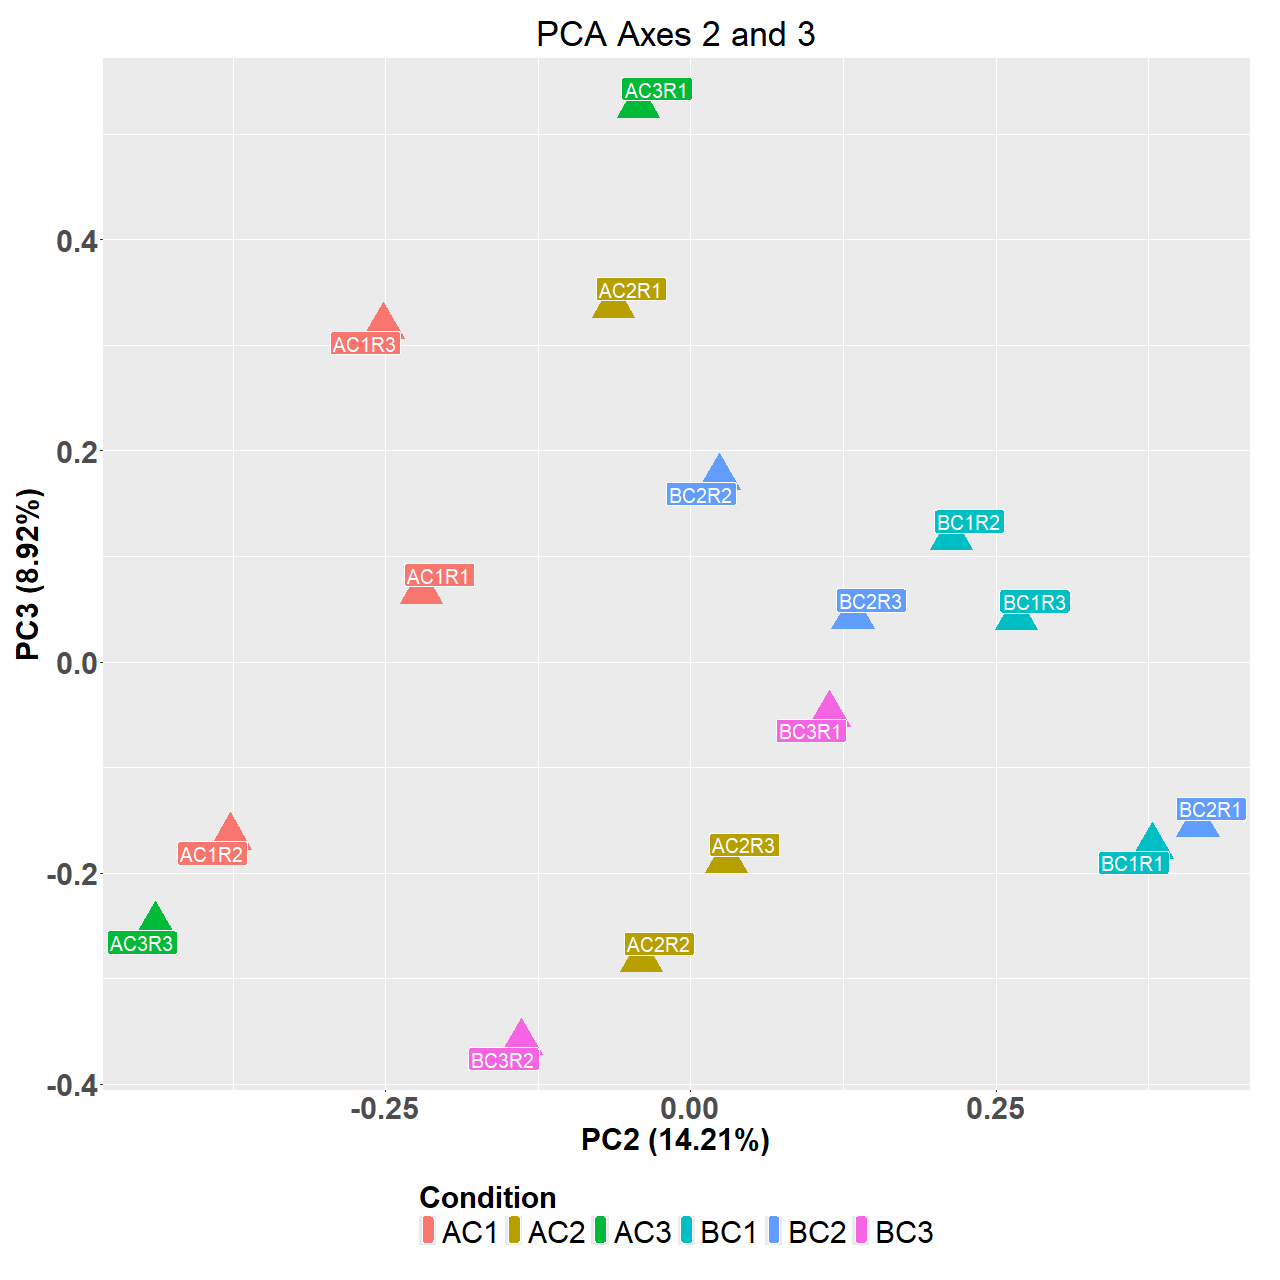 PCA Axes 2 and 3
AC3R1
0.4
AC2R1
AC1R3
0.2
BC2R2
BC1R2
AC1R1
BC2R3
BC1R3
PC3 (8.92%)
0.0
BC3R1
BC2R1
AC2R3
AC1R2
BC1R1
-0.2
AC3R3
AC2R2
BC3R2
-0.4
-0.25 0.00 0.25
PC2 (14.21%)
Condition
AC1 AC2 AC3 BC1 BC2 BC3